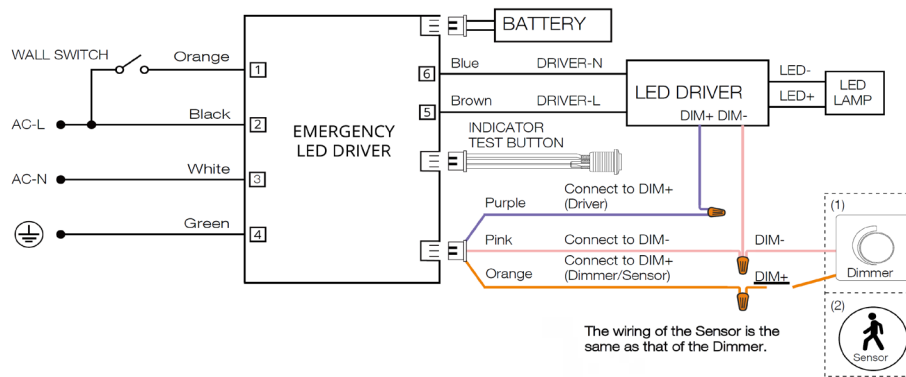 BATTERY
WALL SWITCH
Orange
1
6
Blue
DRIVER-N
LED DRIVER
DIM+ DIM-
LED-
LED+
LED
LAMP
AC-L
Black
2
5
Brown
DRIVER-L
EMERGENCY
LED DRIVER
INDICATOR
TEST BUTTON
AC-N
White
3
Green
4
Purple
Connect to DIM+
(Driver)
Pink
Connect to DIM-
DIM-
Orange
Connect to DIM+
(Dimmer/Sensor)
DIM+
(1)
Dimmer
(2)
Sensor
The wiring of the Sensor is the
same as that of the Dimmer.